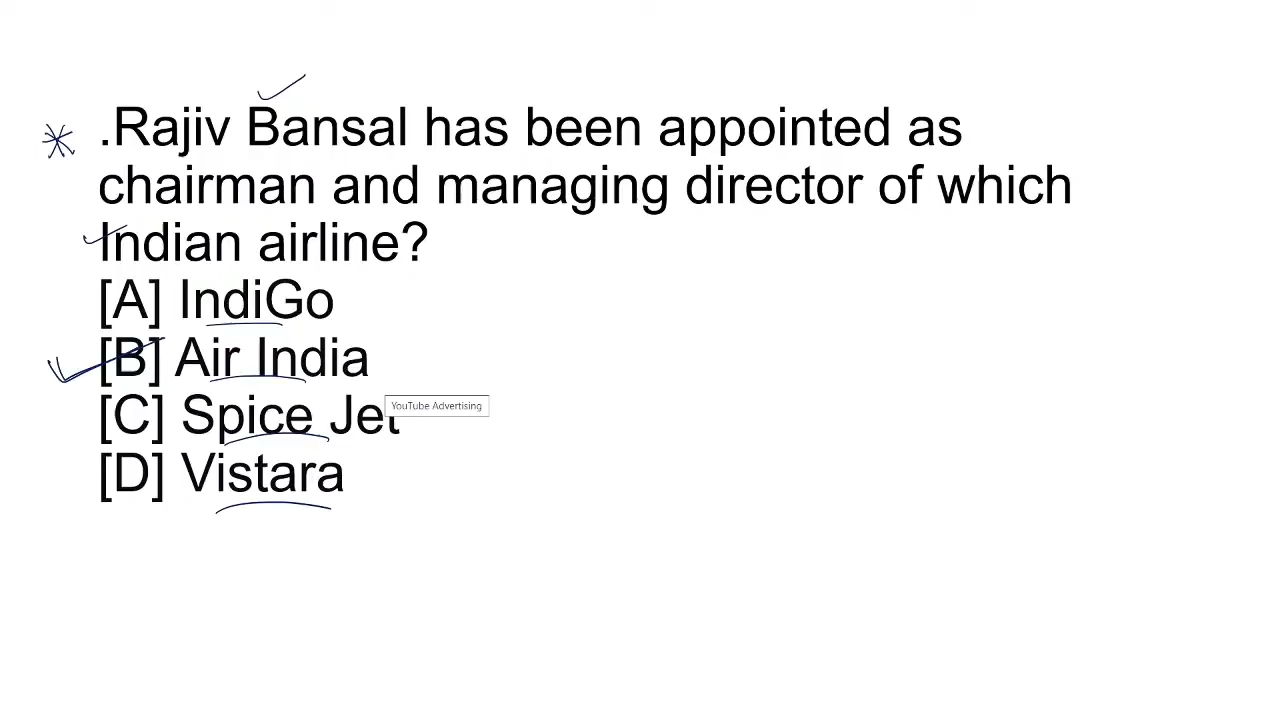 .Rajiv Bansal has been appointed as
chairman and managing director of which
Indian airline?
[A] IndiGo
[B] Air India
[C] Spice Jet
YouTube Advertising
[D] Vistara